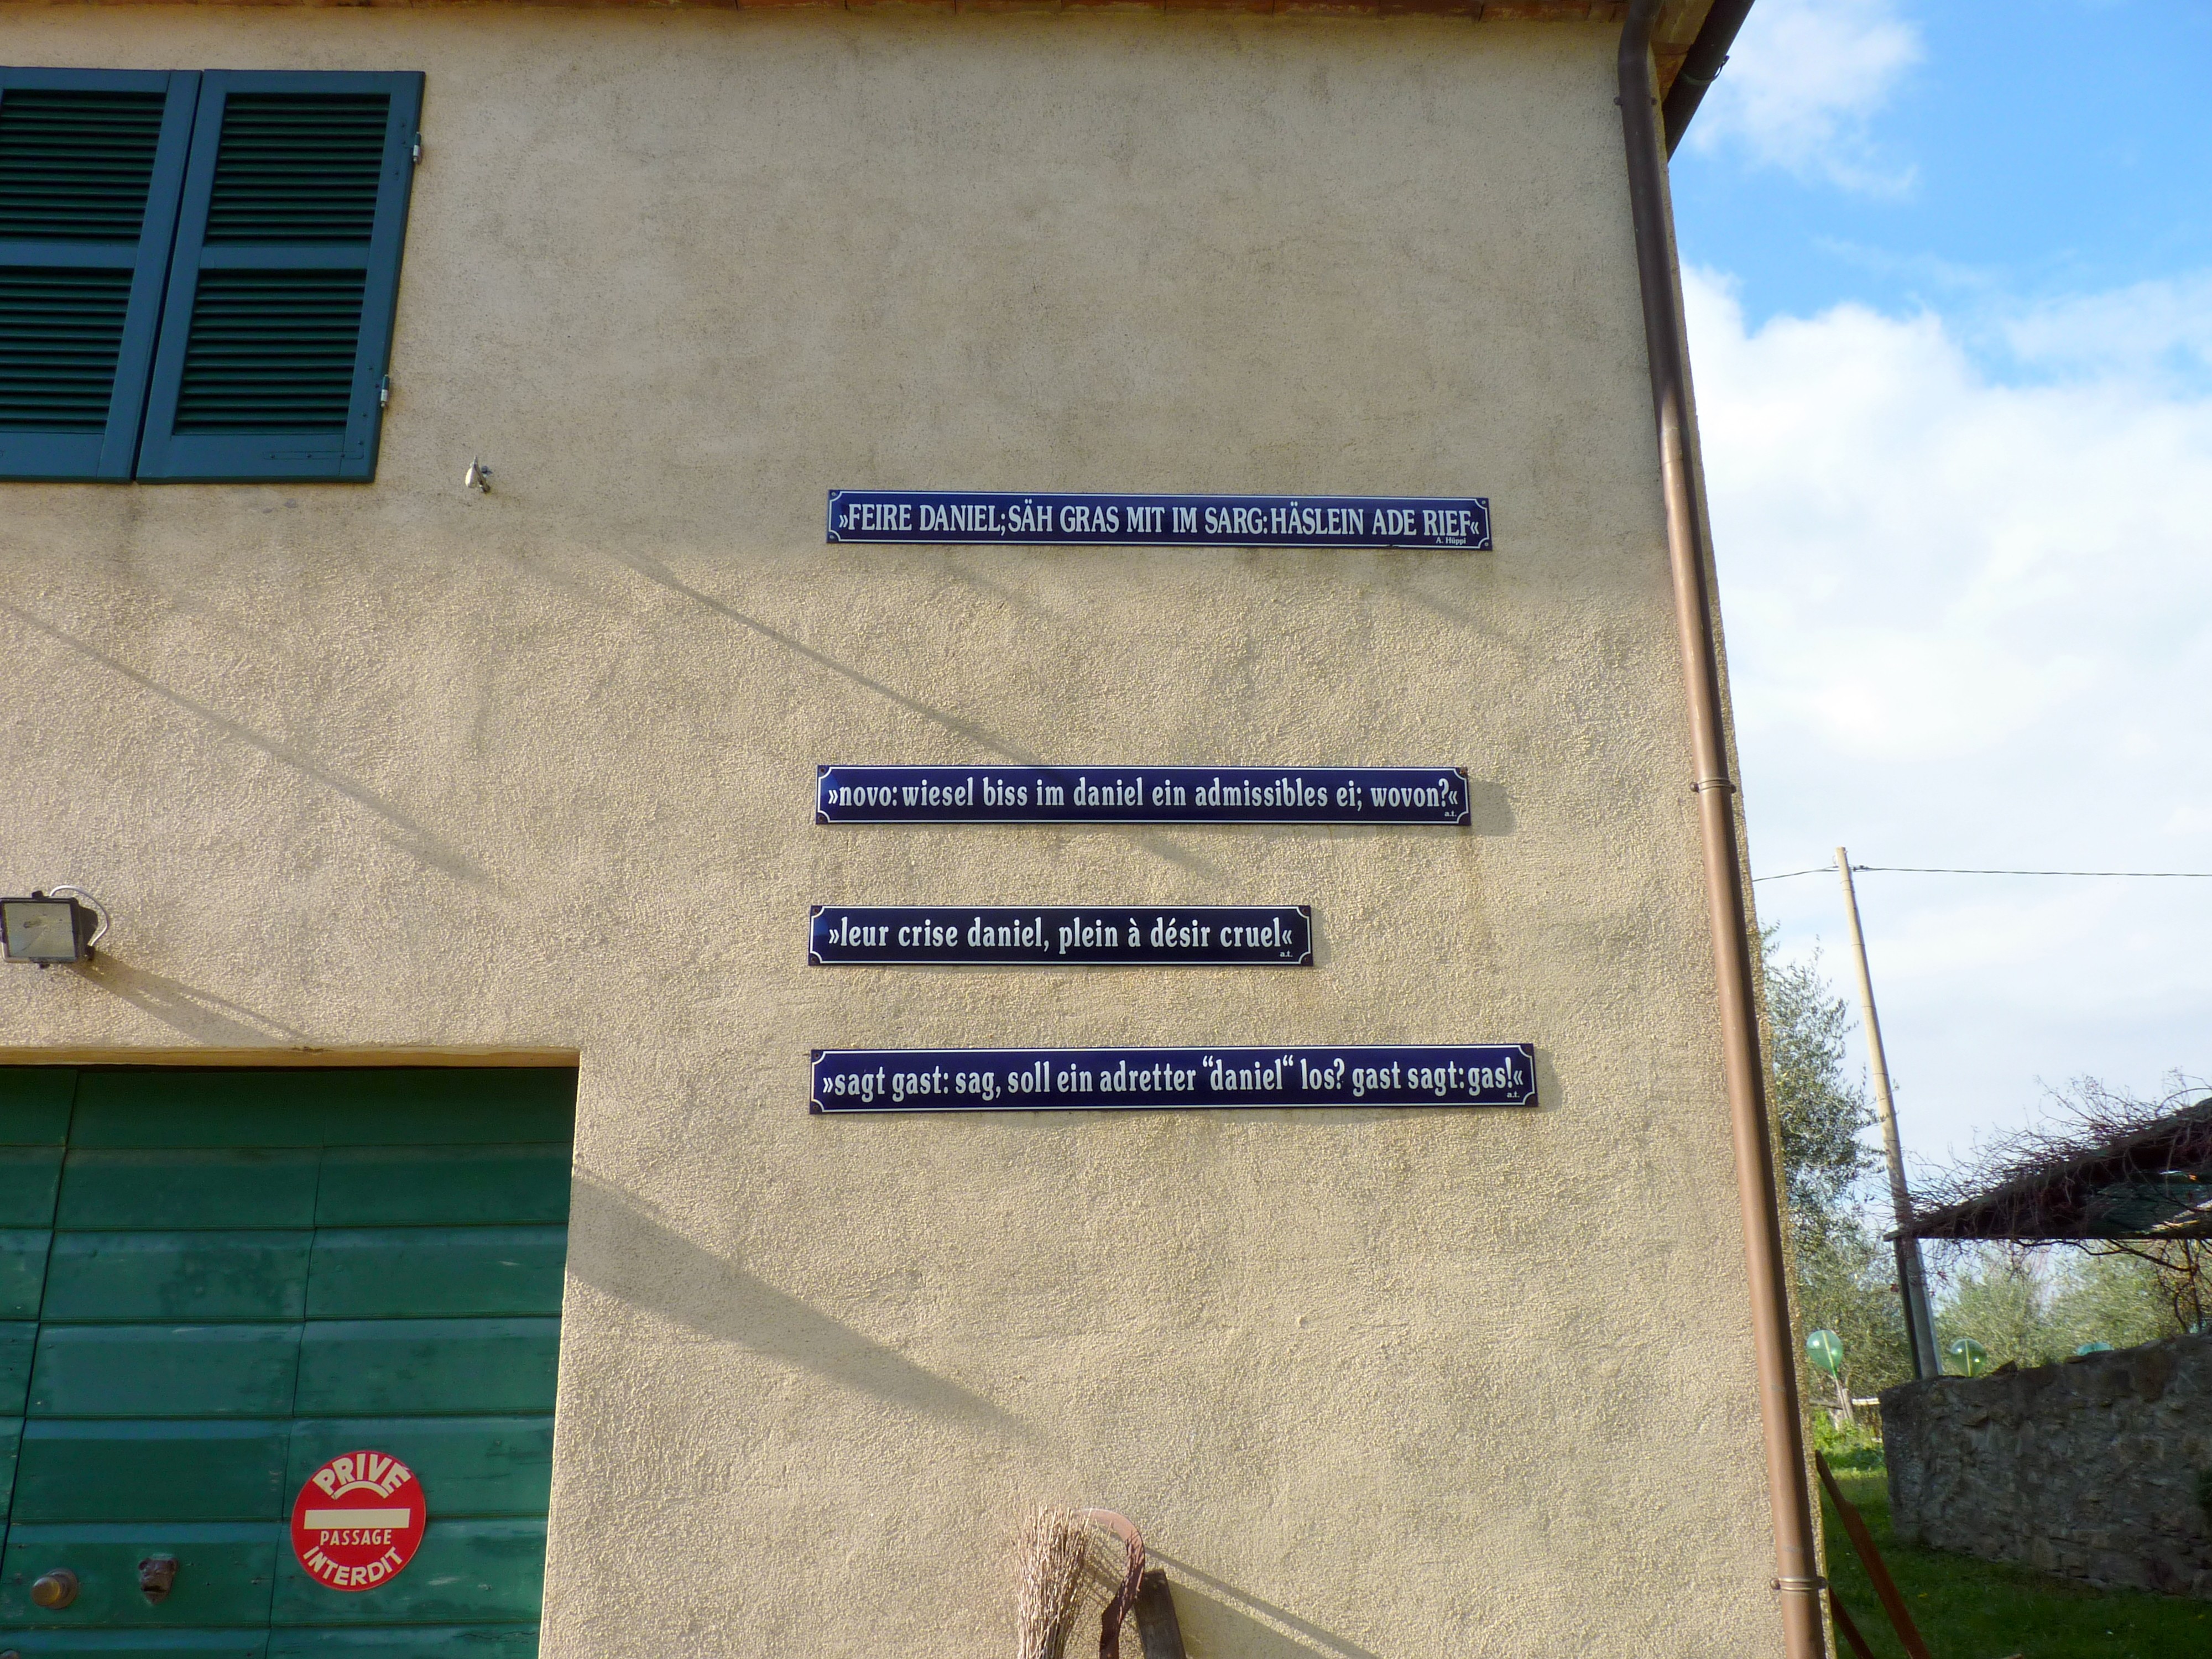 »FEIRE DANIEL; SÄH GRAS MIT IM SARG: HÄSLEIN ADE RIEF«
A. Hüppi
»novo: wiesel biss im daniel ein admissibles ei; wovon?«
a.t.
»leur crise daniel, plein à désir cruel«
a.t.
»sagt gast: sag, soll ein adretter “daniel“ los? gast sagt: gas!«
a.t.
PRIVÉ
PASSAGE
INTERDIT